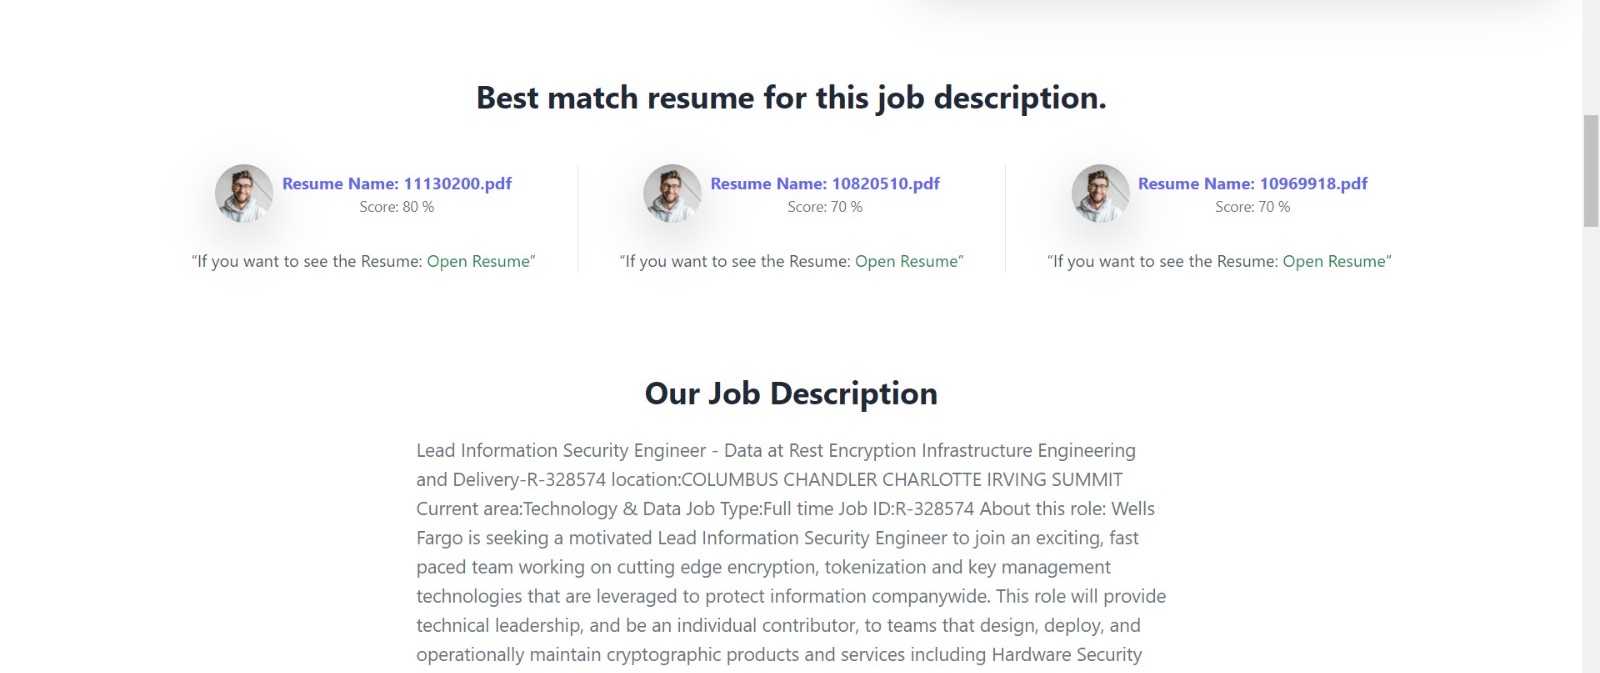 Best match resume for this job description.
Resume Name: 11130200.pdf
Score: 80 %
“If you want to see the Resume: Open Resume”
Resume Name: 10820510.pdf
Score: 70 %
“If you want to see the Resume: Open Resume”
Resume Name: 10969918.pdf
Score: 70 %
“If you want to see the Resume: Open Resume”
Our Job Description
Lead Information Security Engineer - Data at Rest Encryption Infrastructure Engineering
and Delivery-R-328574 location:COLUMBUS CHANDLER CHARLOTTE IRVING SUMMIT
Current area:Technology & Data Job Type:Full time Job ID:R-328574 About this role: Wells
Fargo is seeking a motivated Lead Information Security Engineer to join an exciting, fast
paced team working on cutting edge encryption, tokenization and key management
technologies that are leveraged to protect information companywide. This role will provide
technical leadership, and be an individual contributor, to teams that design, deploy, and
operationally maintain cryptographic products and services including Hardware Security